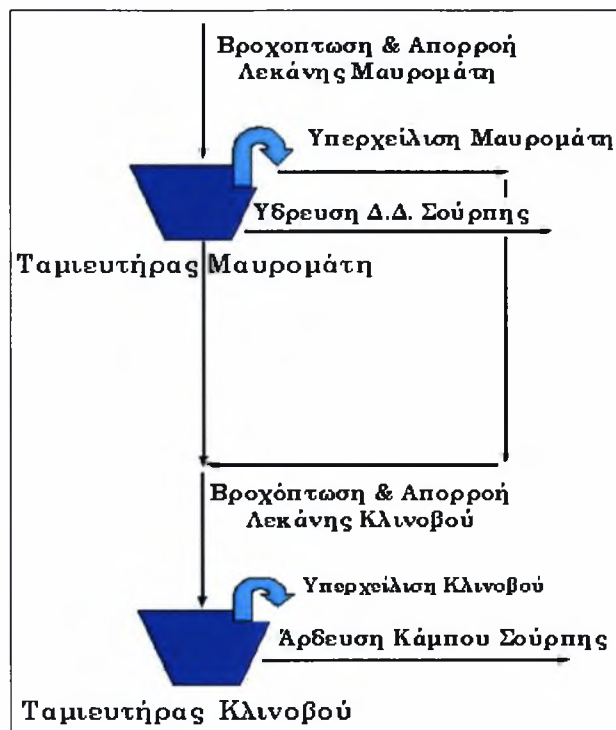 Βροχοπτωση & Απορροή
Λεκάνης Μαυρομάτη
Υπερχείλιση Μαυρομάτη
Υδρευση Δ.Δ. Σούρπης
Ταμιευτήρας Μαυρομάτη
Βροχόπτωση & Απορροή
Λεκάνης Κλινοβού
Υπερχείλιση Κλινοβού
Άρδευση Κάμπου Σούρπης
Ταμιευτήρας Κλινοβού